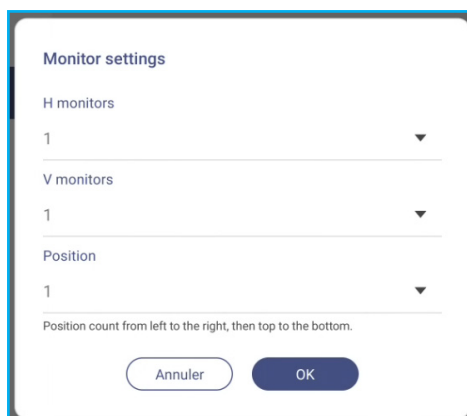 Monitor settings
H monitors
1
V monitors
1
Position
1
Position count from left to the right, then top to the bottom.
Annuler
OK